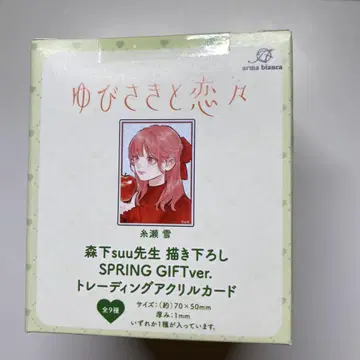 arma bianca
ゆびさきと恋々
糸瀬 雪
森下suu先生 描き下ろし
SPRING GIFTver.
トレーディングアクリルカード
全9種
サイズ：(約)70×50mm
厚み：1mm
いずれか1種が入っています。